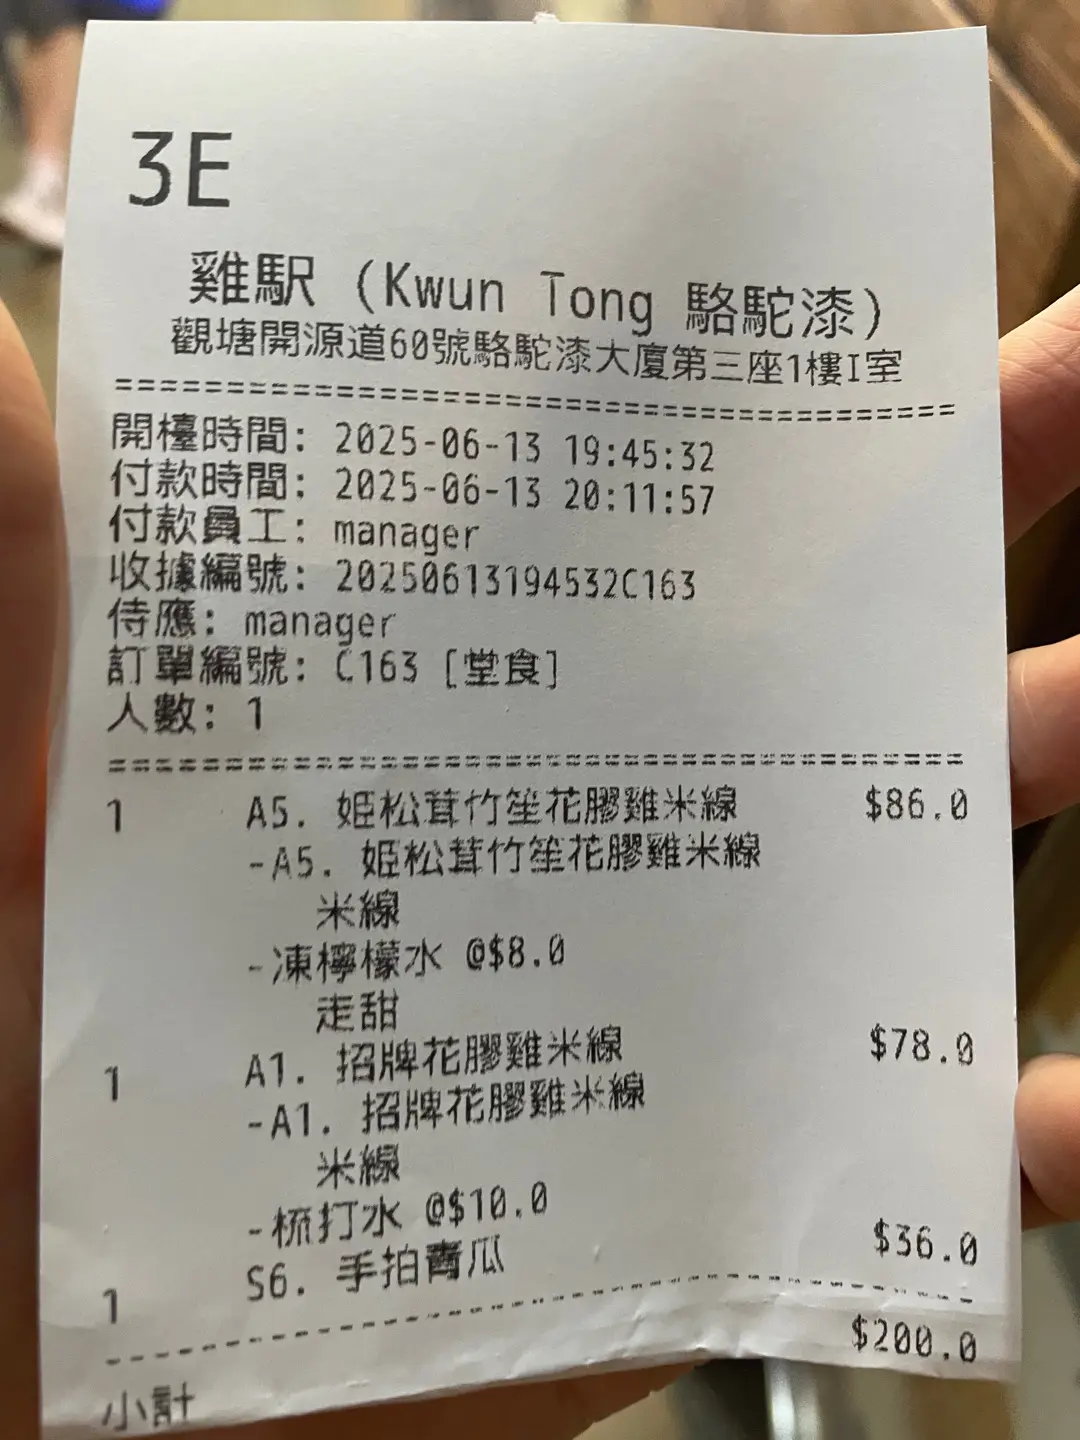 3E
雞駅 (Kwun Tong 駱駝漆)
觀塘開源道60號駱駝漆大廈第三座1樓I室
開檯時間: 2025-06-13 19:45:32
付款時間: 2025-06-13 20:11:57
付款員工: manager
收據編號: 20250613194532C163
侍應: manager
訂單編號: C163 [堂食]
人數: 1
1 A5. 姬松茸竹笙花膠雞米線 $86.0
-A5. 姬松茸竹笙花膠雞米線
米線
-凍檸檬水 @$8.0
走甜
1 A1. 招牌花膠雞米線 $78.0
-A1. 招牌花膠雞米線
米線
-梳打水 @$10.0
1 S6. 手拍青瓜 $36.0
小計 $200.0